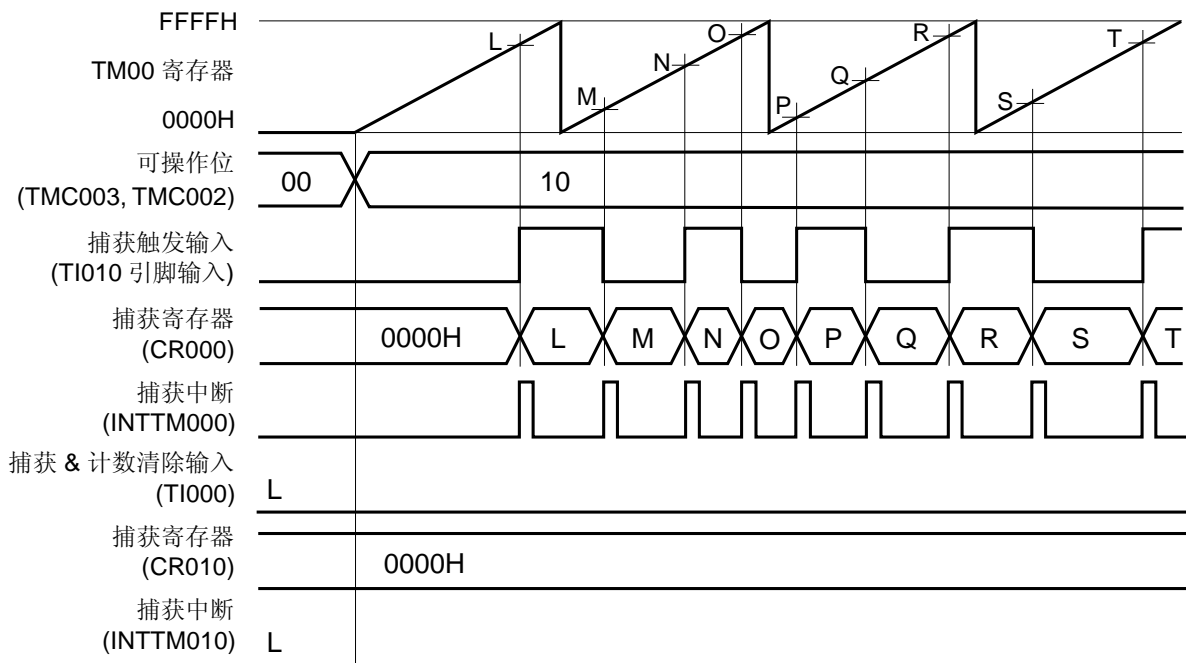 FFFFH
TM00 寄存器
0000H
L
M
N
O
P
Q
R
S
T
可操作位
(TMC003, TMC002)
00
10
捕获触发输入
(TI010 引脚输入)
捕获寄存器
(CR000)
0000H
L
M
N
O
P
Q
R
S
T
捕获中断
(INTTM000)
捕获 & 计数清除输入
(TI000)
L
捕获寄存器
(CR010)
0000H
捕获中断
(INTTM010)
L